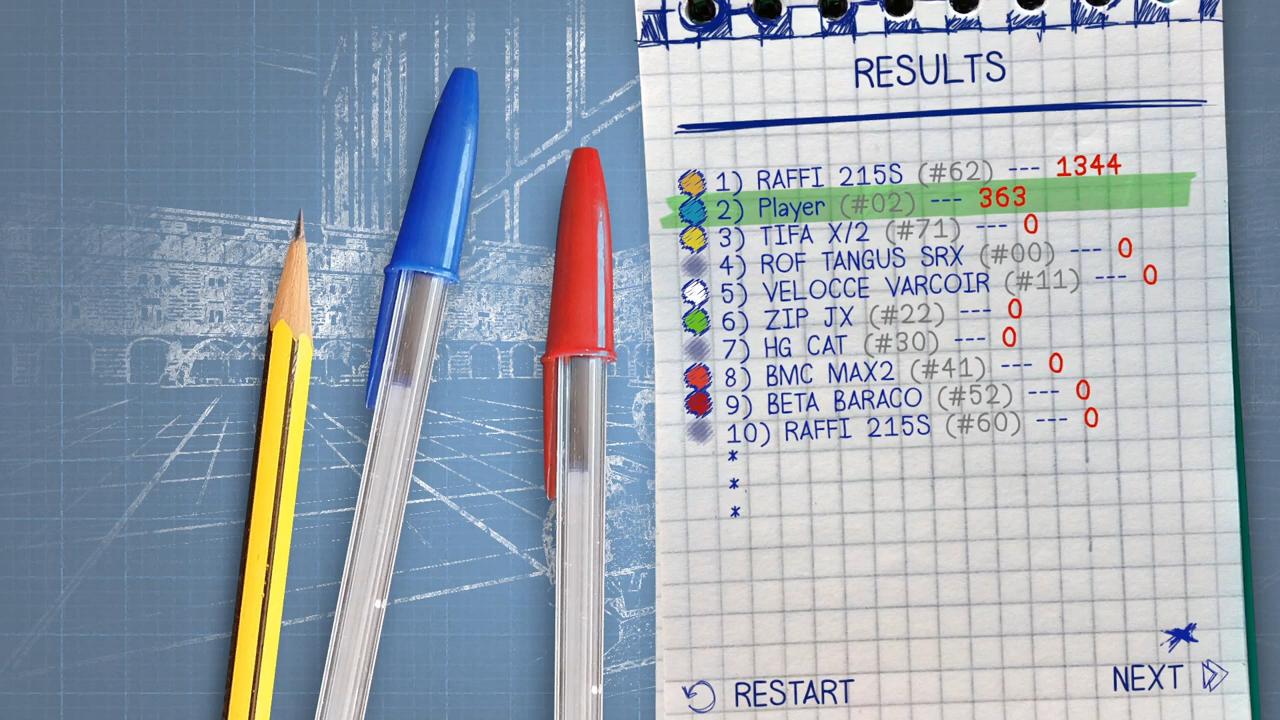 RESULTS
1) RAFFI 215S (#62) --- 1344
2) Player (#02) --- 363
3) TIFA X/2 (#71) --- 0
4) ROF TANGUS SRX (#00) --- 0
5) VELOCCE VARCOIR (#11) --- 0
6) ZIP JX (#22) --- 0
7) HG CAT (#30) --- 0
8) BMC MAX2 (#41) --- 0
9) BETA BARACO (#52) --- 0
10) RAFFI 215S (#60) --- 0
*
*
*
RESTART
NEXT